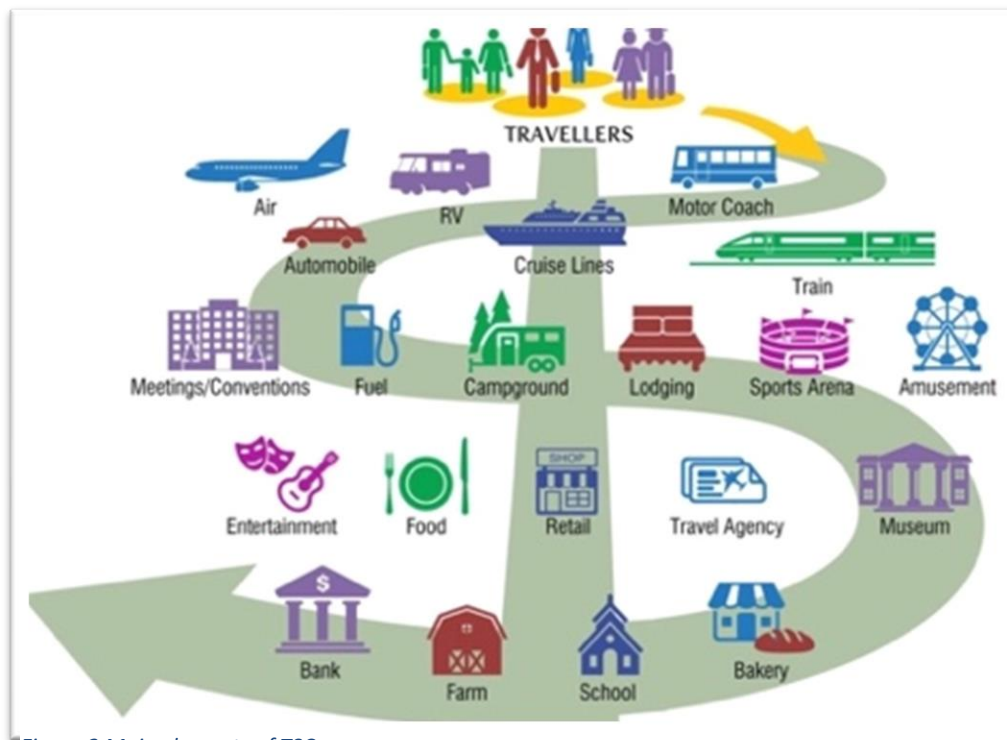 TRAVELLERS
Air
RV
Motor Coach
Automobile
Cruise Lines
Train
Meetings/Conventions
Fuel
Campground
Lodging
Sports Arena
Amusement
SHOP
Entertainment
Food
Retail
Travel Agency
Museum
$
Bank
Farm
School
Bakery